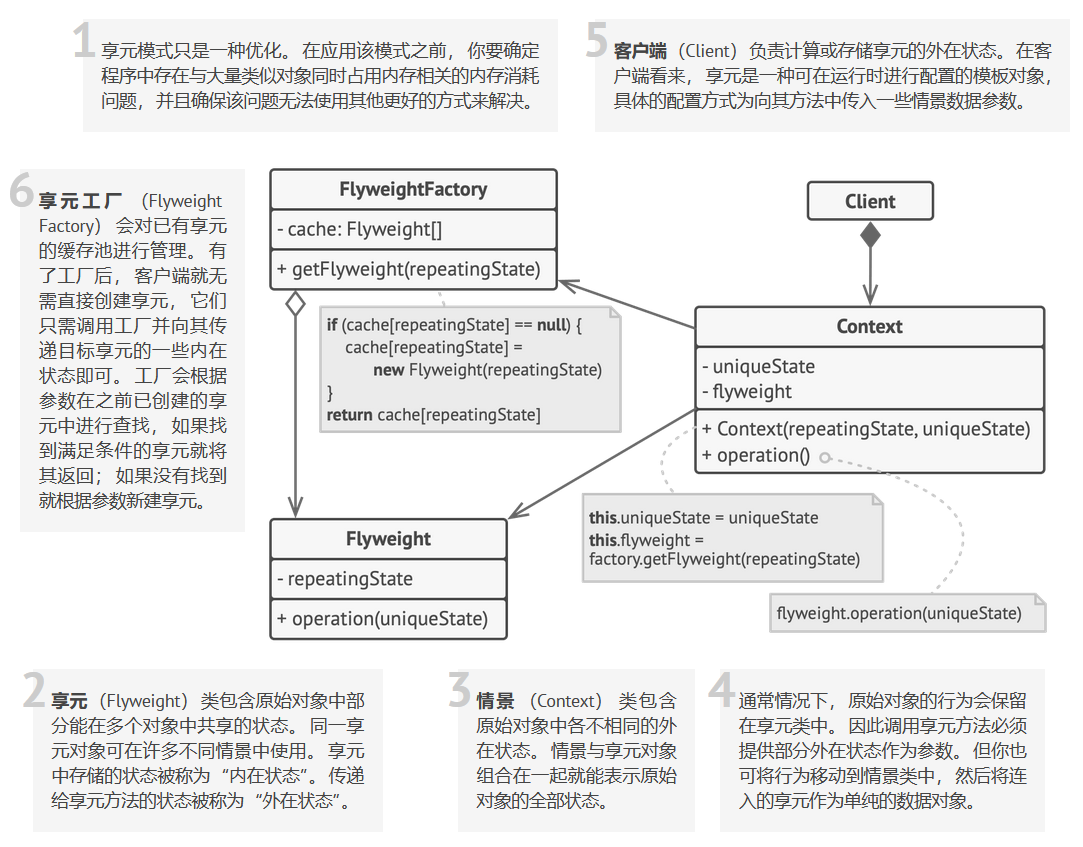 1
享元模式只是一种优化。 在应用该模式之前， 你要确定
程序中存在与大量类似对象同时占用内存相关的内存消耗
问题， 并且确保该问题无法使用其他更好的方式来解决。
5
客户端 （Client） 负责计算或存储享元的外在状态。 在客
户端看来， 享元是一种可在运行时进行配置的模板对象，
具体的配置方式为向其方法中传入一些情景数据参数。
6
享元工厂 （Flyweight
Factory） 会对已有享元
的缓存池进行管理。 有
了工厂后， 客户端就无
需直接创建享元， 它们
只需调用工厂并向其传
递目标享元的一些内在
状态即可。 工厂会根据
参数在之前已创建的享
元中进行查找， 如果找
到满足条件的享元就将
其返回； 如果没有找到
就根据参数新建享元。
FlyweightFactory
- cache: Flyweight[]
+ getFlyweight(repeatingState)
if (cache[repeatingState] == null) {
cache[repeatingState] =
new Flyweight(repeatingState)
}
return cache[repeatingState]
Client
Context
- uniqueState
- flyweight
+ Context(repeatingState, uniqueState)
+ operation()
this.uniqueState = uniqueState
this.flyweight =
factory.getFlyweight(repeatingState)
flyweight.operation(uniqueState)
Flyweight
- repeatingState
+ operation(uniqueState)
2
享元 （Flyweight） 类包含原始对象中部
分能在多个对象中共享的状态。 同一享
元对象可在许多不同情景中使用。 享元
中存储的状态被称为 “内在状态”。 传递
给享元方法的状态被称为 “外在状态”。
3
情景 （Context） 类包含
原始对象中各不相同的外
在状态。 情景与享元对象
组合在一起就能表示原始
对象的全部状态。
4
通常情况下， 原始对象的行为会保留
在享元类中。 因此调用享元方法必须
提供部分外在状态作为参数。 但你也
可将行为移动到情景类中， 然后将连
入的享元作为单纯的数据对象。